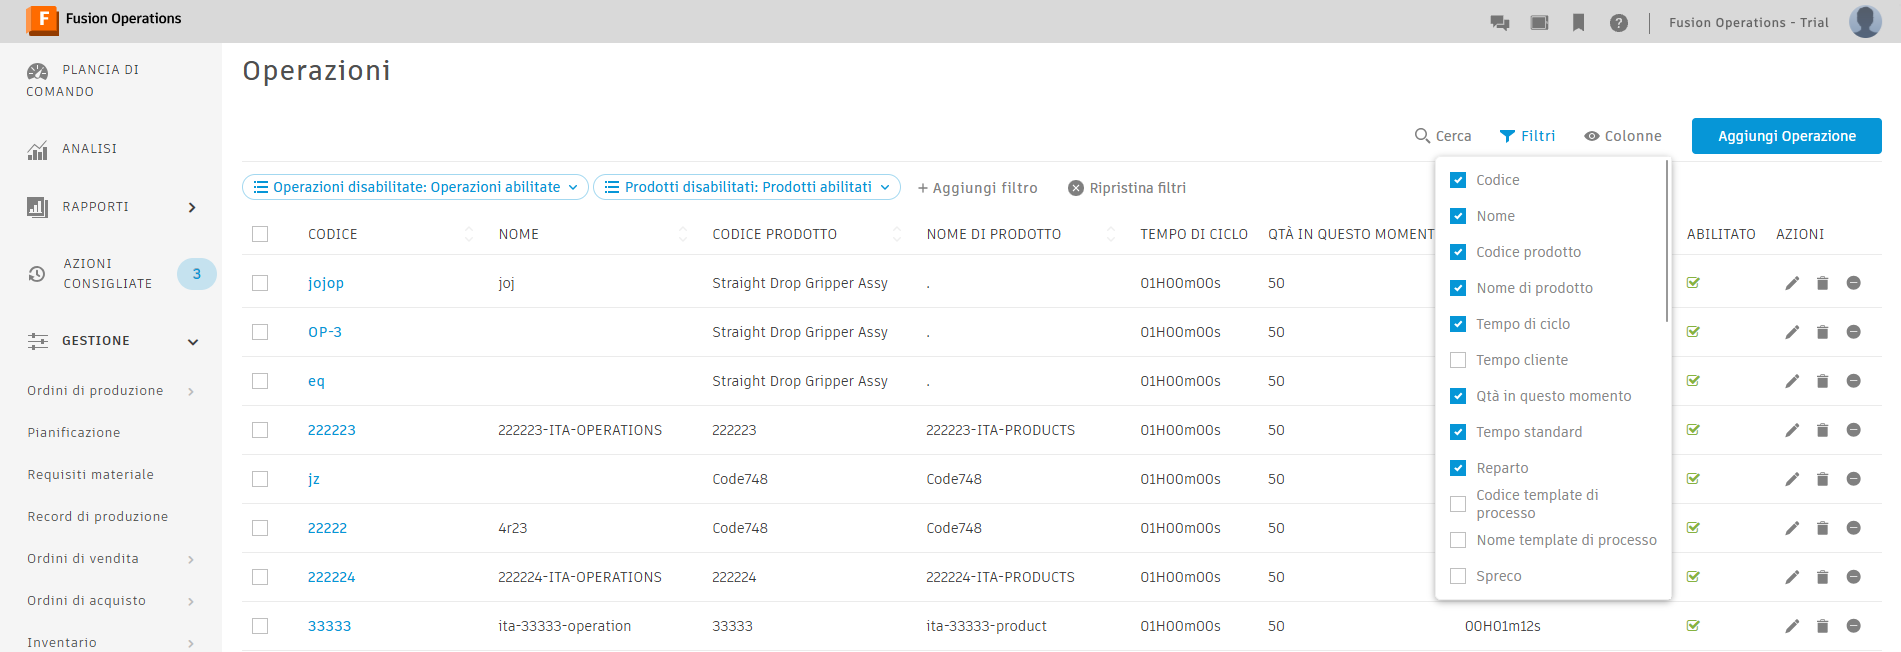 F Fusion Operations
Fusion Operations - Trial
PLANCIA DI
COMANDO
ANALISI
RAPPORTI
AZIONI
CONSIGLIATE
3
GESTIONE
Ordini di produzione
Pianificazione
Requisiti materiale
Record di produzione
Ordini di vendita
Ordini di acquisto
Inventario
Operazioni
Cerca
Filtri
Colonne
Aggiungi Operazione
Operazioni disabilitate: Operazioni abilitate
Prodotti disabilitati: Prodotti abilitati
+ Aggiungi filtro
Ripristina filtri
CODICE NOME CODICE PRODOTTO NOME DI PRODOTTO TEMPO DI CICLO QTÀ IN QUESTO MOMENT ABILITATO AZIONI
jojop joj Straight Drop Gripper Assy . 01H00m00s 50
OP-3 Straight Drop Gripper Assy . 01H00m00s 50
eq Straight Drop Gripper Assy . 01H00m00s 50
222223 222223-ITA-OPERATIONS 222223 222223-ITA-PRODUCTS 01H00m00s 50
jz Code748 Code748 01H00m00s 50
22222 4r23 Code748 Code748 01H00m00s 50
222224 222224-ITA-OPERATIONS 222224 222224-ITA-PRODUCTS 01H00m00s 50
33333 ita-33333-operation 33333 ita-33333-product 01H00m00s 50 00H01m12s
Codice
Nome
Codice prodotto
Nome di prodotto
Tempo di ciclo
Tempo cliente
Qtà in questo momento
Tempo standard
Reparto
Codice template di
processo
Nome template di processo
Spreco